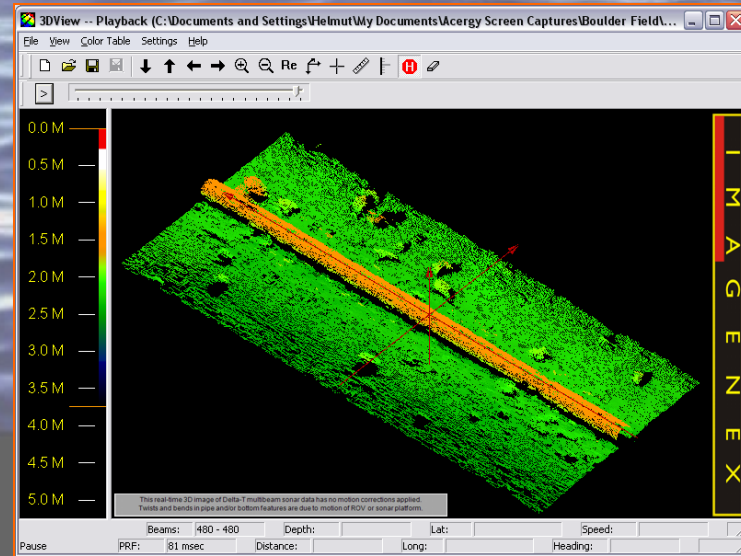 3DView -- Playback (C:\Documents and Settings\Helmut\My Documents\Acergy Screen Captures\Boulder Field\...
File View Color Table Settings Help
Re H
>
0.0 M
0.5 M
1.0 M
1.5 M
2.0 M
2.5 M
3.0 M
3.5 M
4.0 M
4.5 M
5.0 M
IMAGENEX
This real-time 3D image of Delta-T multibeam sonar data has no motion corrections applied.
Twists and bends in pipe and/or bottom features are due to motion of ROV or sonar platform.
Beams: 480 - 480 Depth: Lat: Speed:
Pause PRF: 81 msec Distance: Long: Heading: